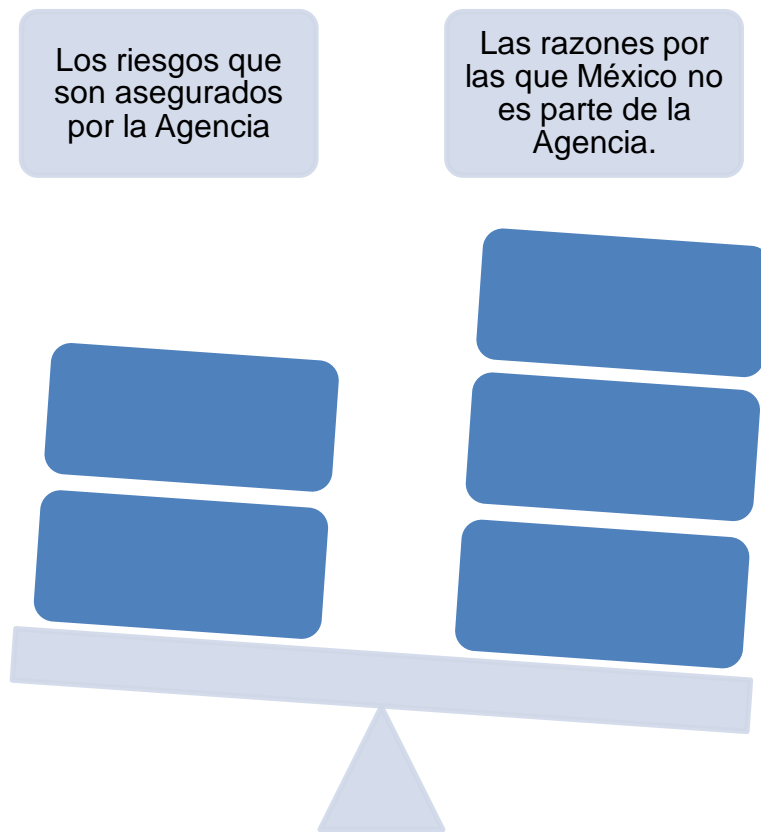 Los riesgos que
son asegurados
por la Agencia
Las razones por
las que México no
es parte de la
Agencia.